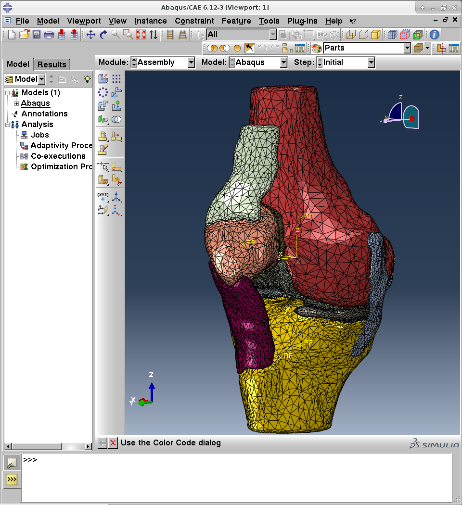 Abaqus/CAE 6.12-3 [Viewport: 1]
File Model Viewport View Instance Constraint Feature Tools Plug-ins Help
All
Parts
Model Results Module: Assembly Model: Abaqus Step: Initial
Model
Models (1)
Abaqus
Annotations
Analysis
Jobs
Adaptivity Proce
Co-executions
Optimization Pro
Z
Z
Y
Use the Color Code dialog
SIMULIA
>>>
>>>